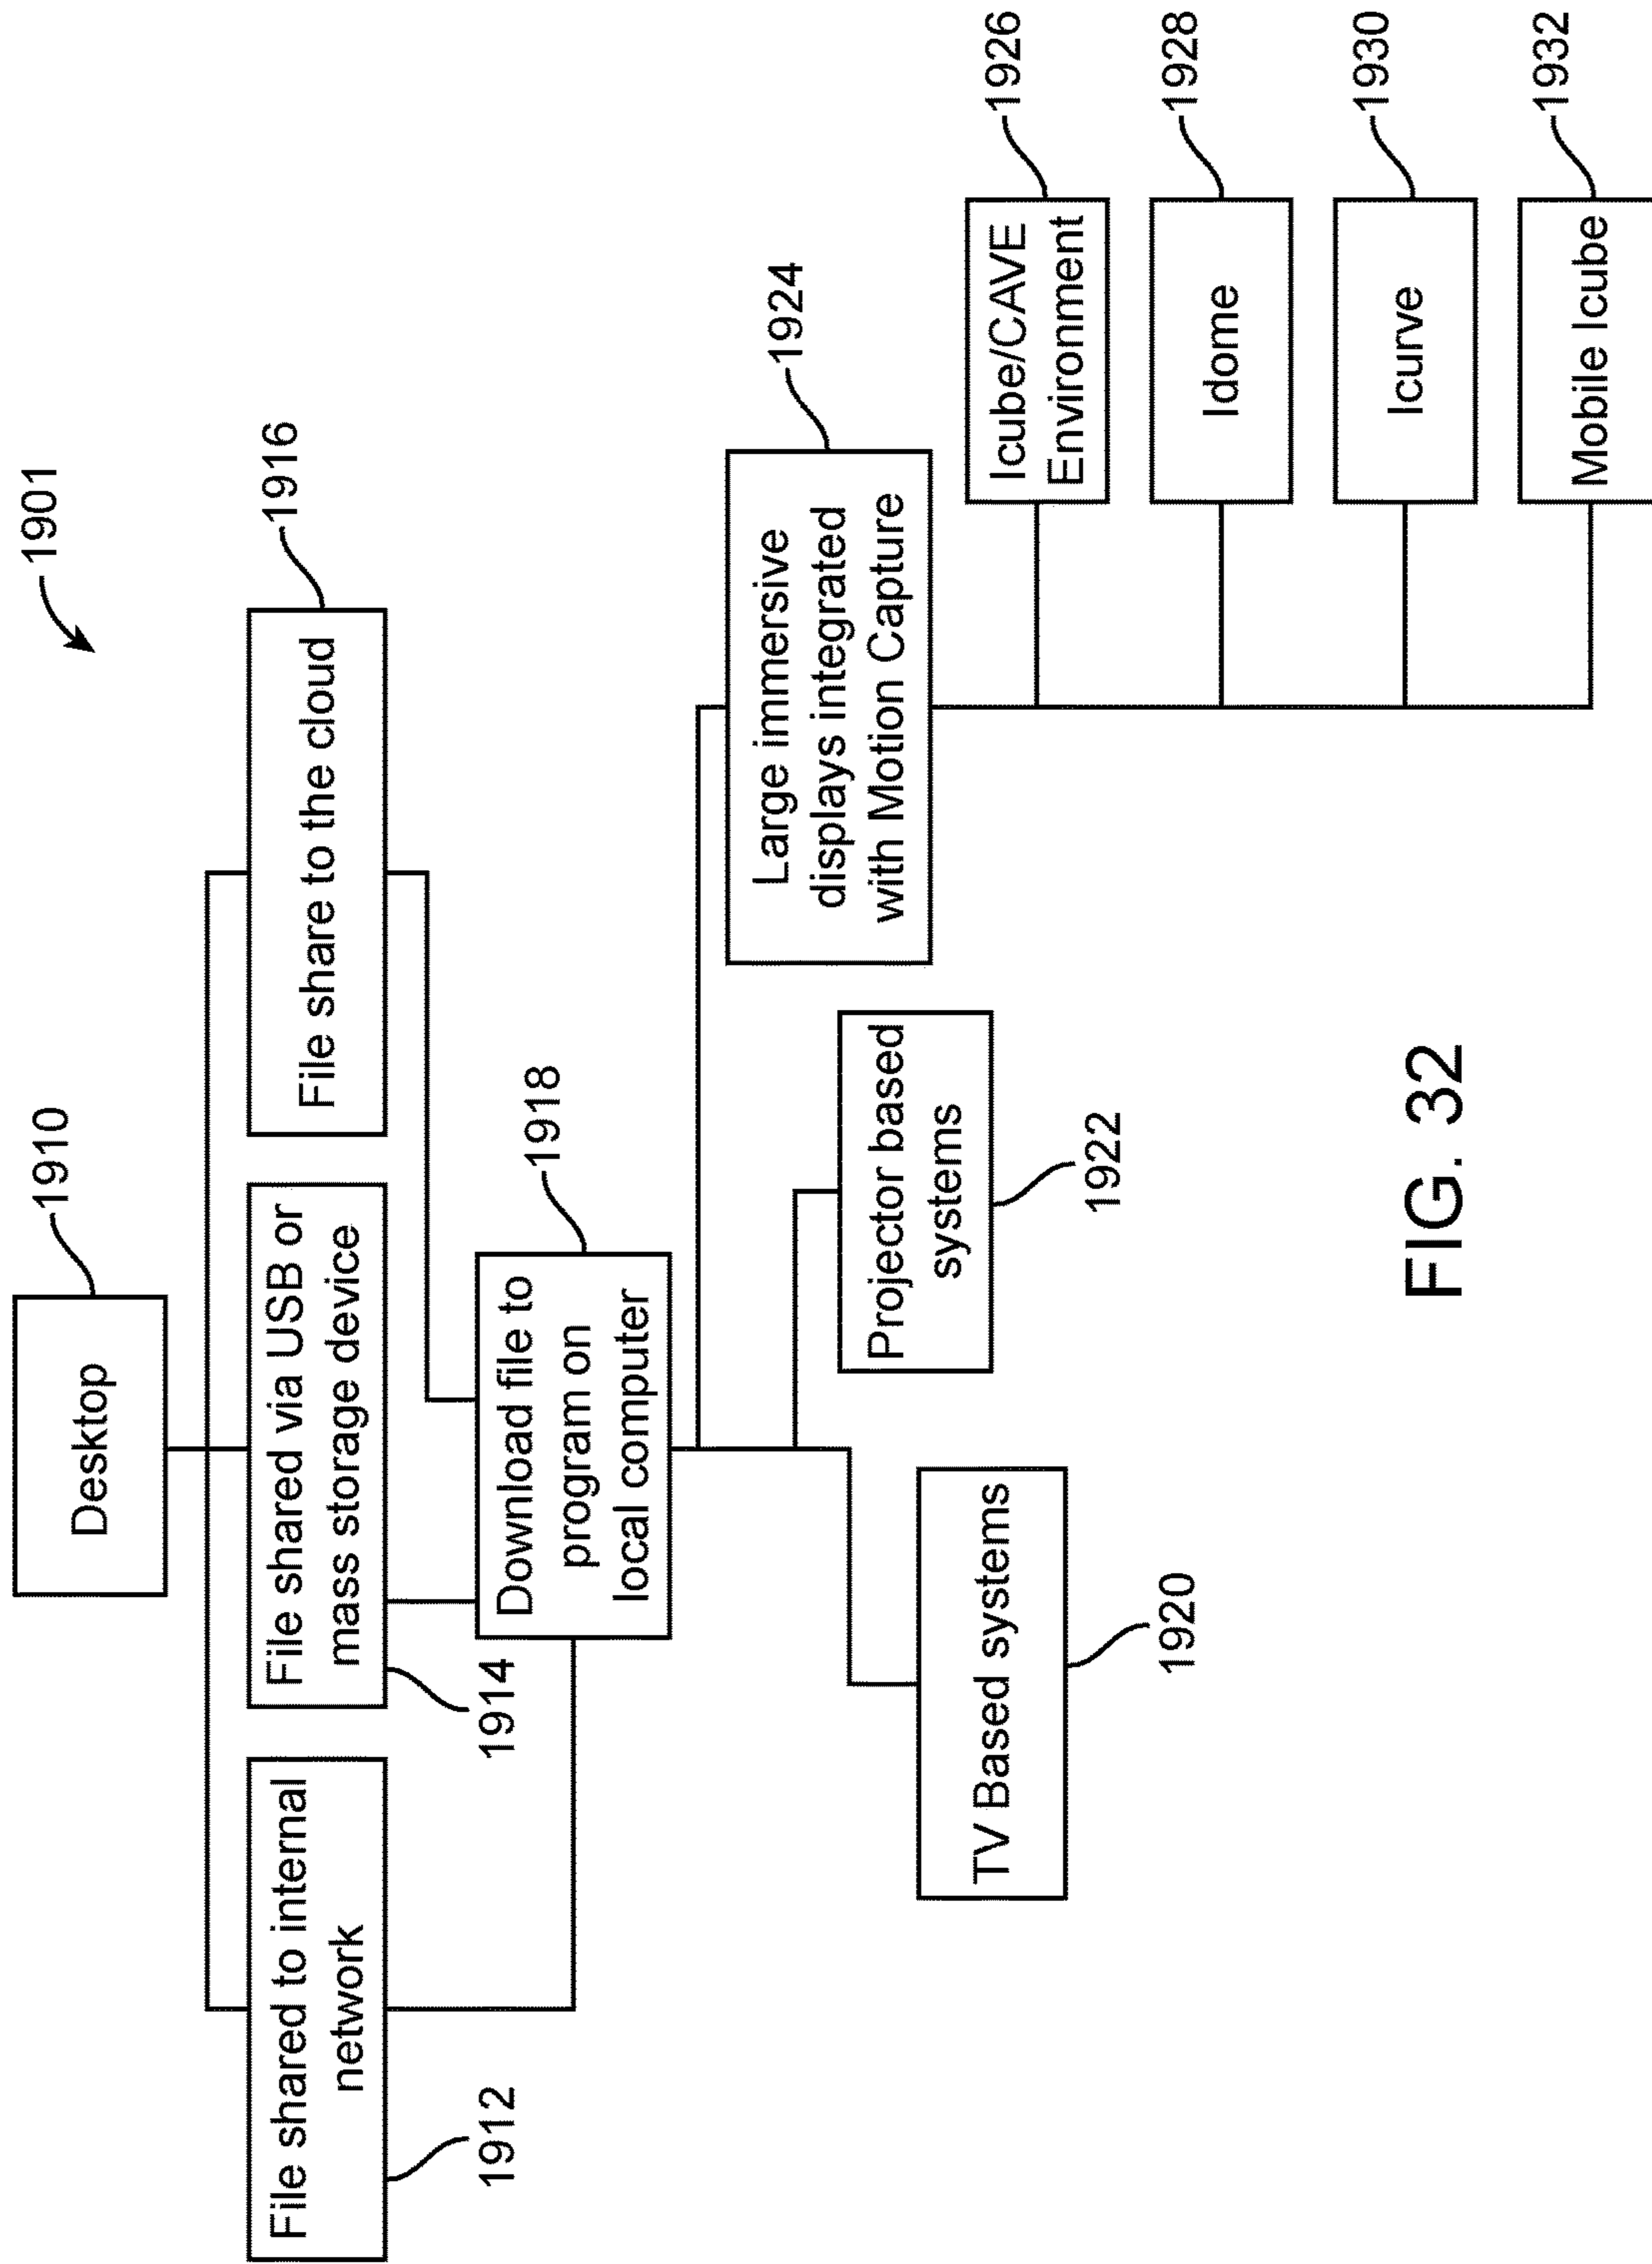 1901
Desktop
1910
File shared to internal
network
1912
File shared via USB or
mass storage device
1914
File share to the cloud
1916
Download file to
program on
local computer
1918
TV Based systems
1920
Projector based
systems
1922
Large immersive
displays integrated
with Motion Capture
1924
Icube/CAVE
Environment
1926
Idome
1928
Icurve
1930
Mobile Icube
1932
FIG. 32